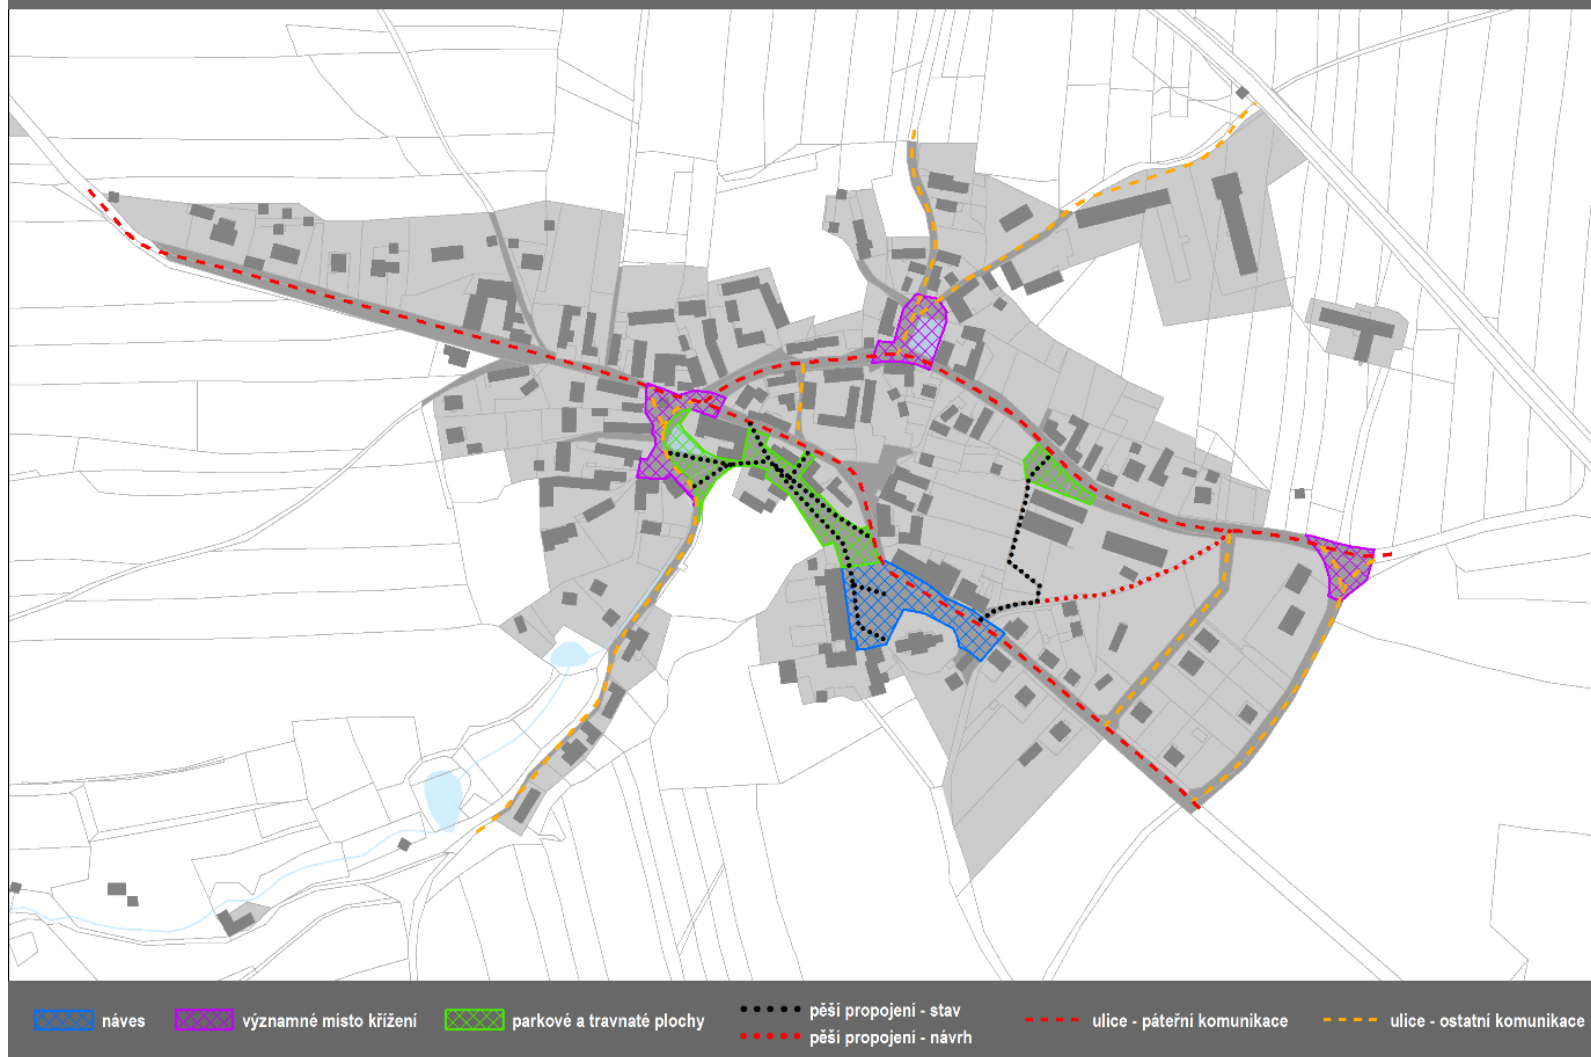 náves
významné místo křížení
parkové a travnaté plochy
pěší propojení - stav
pěší propojení - návrh
ulice - páteřní komunikace
ulice - ostatní komunikace